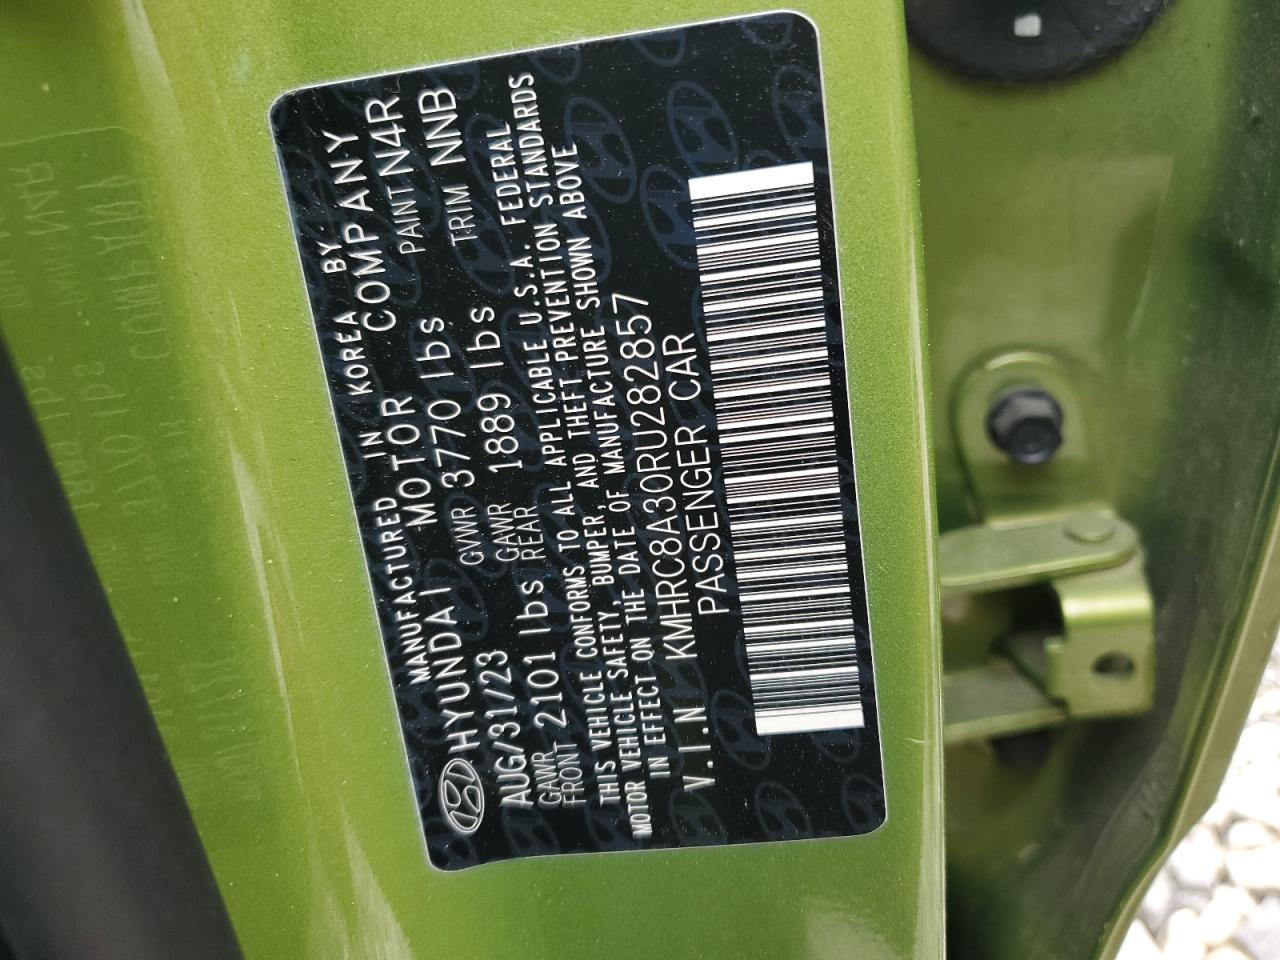 MANUFACTURED IN KOREA BY
HYUNDAI MOTOR COMPANY
AUG/31/23 GVWR 3770 lbs PAINT N4R
GAWR FRONT 2101 lbs GAWR REAR 1889 lbs TRIM NNB
THIS VEHICLE CONFORMS TO ALL APPLICABLE U.S.A. FEDERAL
MOTOR VEHICLE SAFETY, BUMPER, AND THEFT PREVENTION STANDARDS
IN EFFECT ON THE DATE OF MANUFACTURE SHOWN ABOVE
V.I.N KMHRC8A30RU282857
PASSENGER CAR